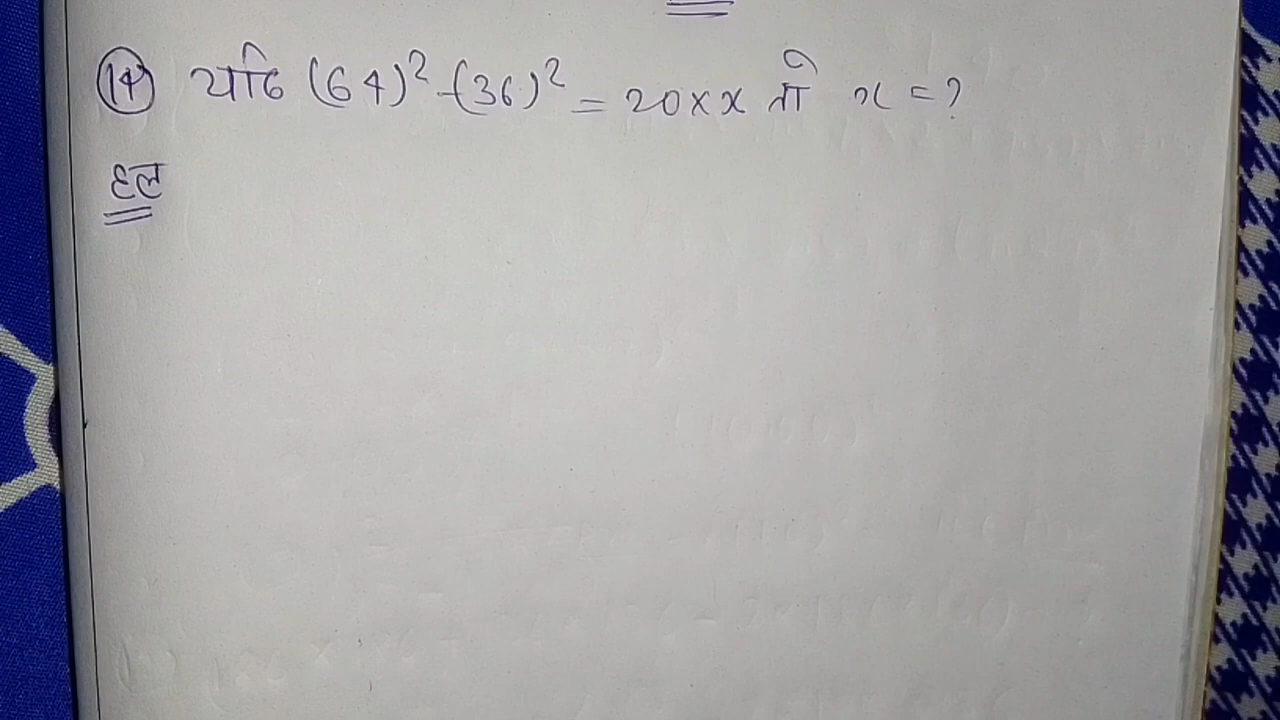 (14) यदि (64)² - (36)² = 20 x x तो x = ?
हल